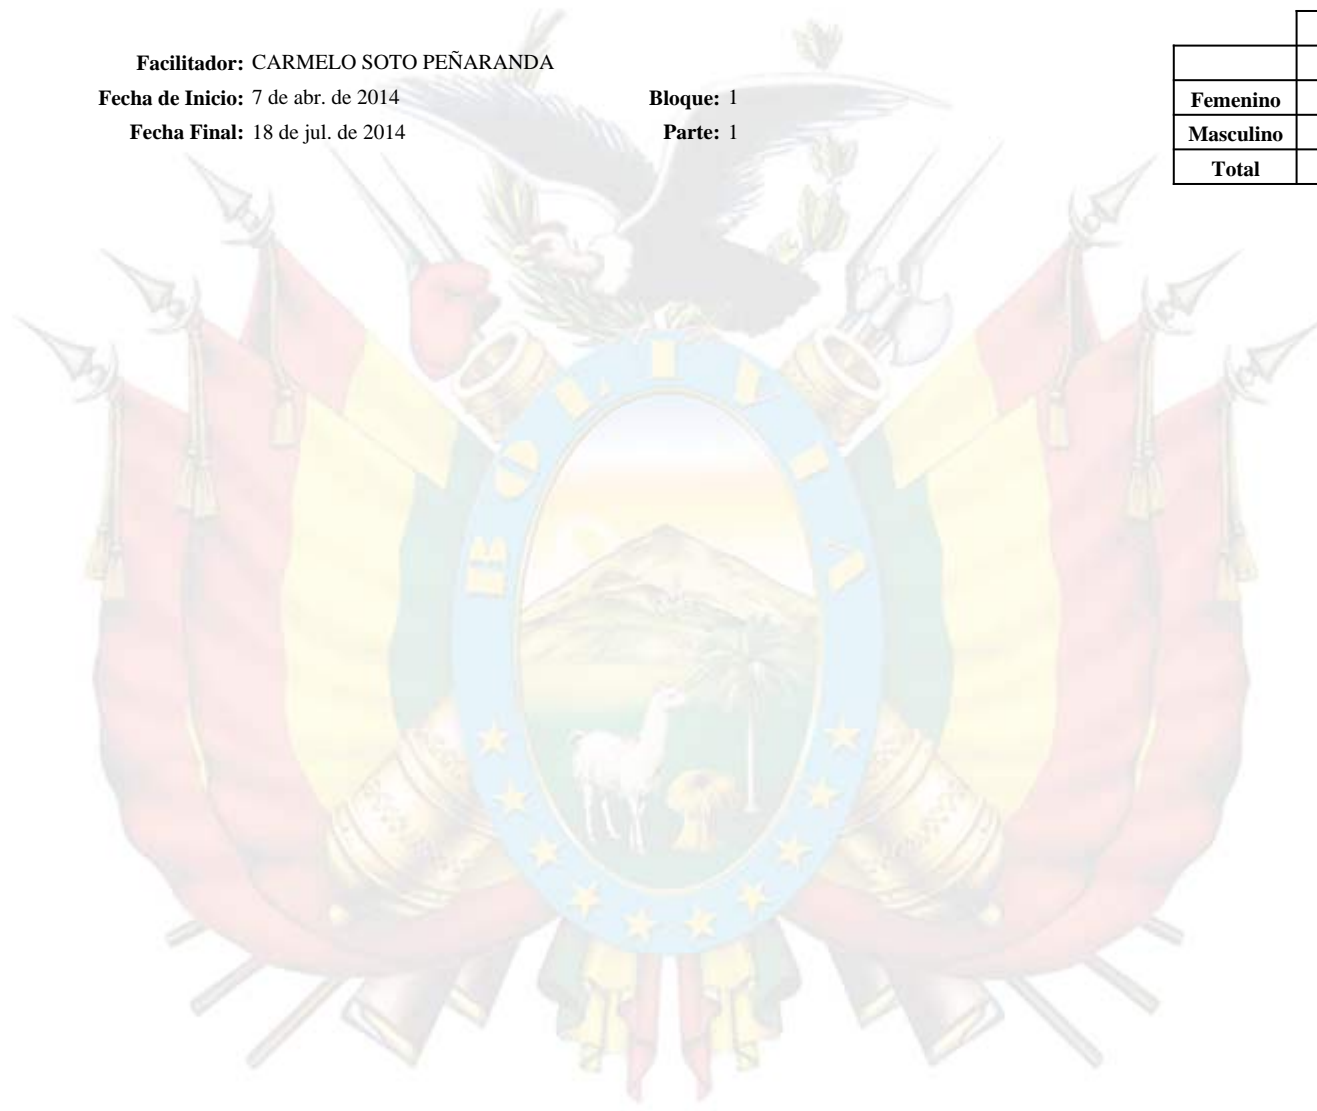 Facilitador: CARMELO SOTO PEÑARANDA
Fecha de Inicio: 7 de abr. de 2014 Bloque: 1
Fecha Final: 18 de jul. de 2014 Parte: 1
Femenino
Masculino
Total
BOLIVIA